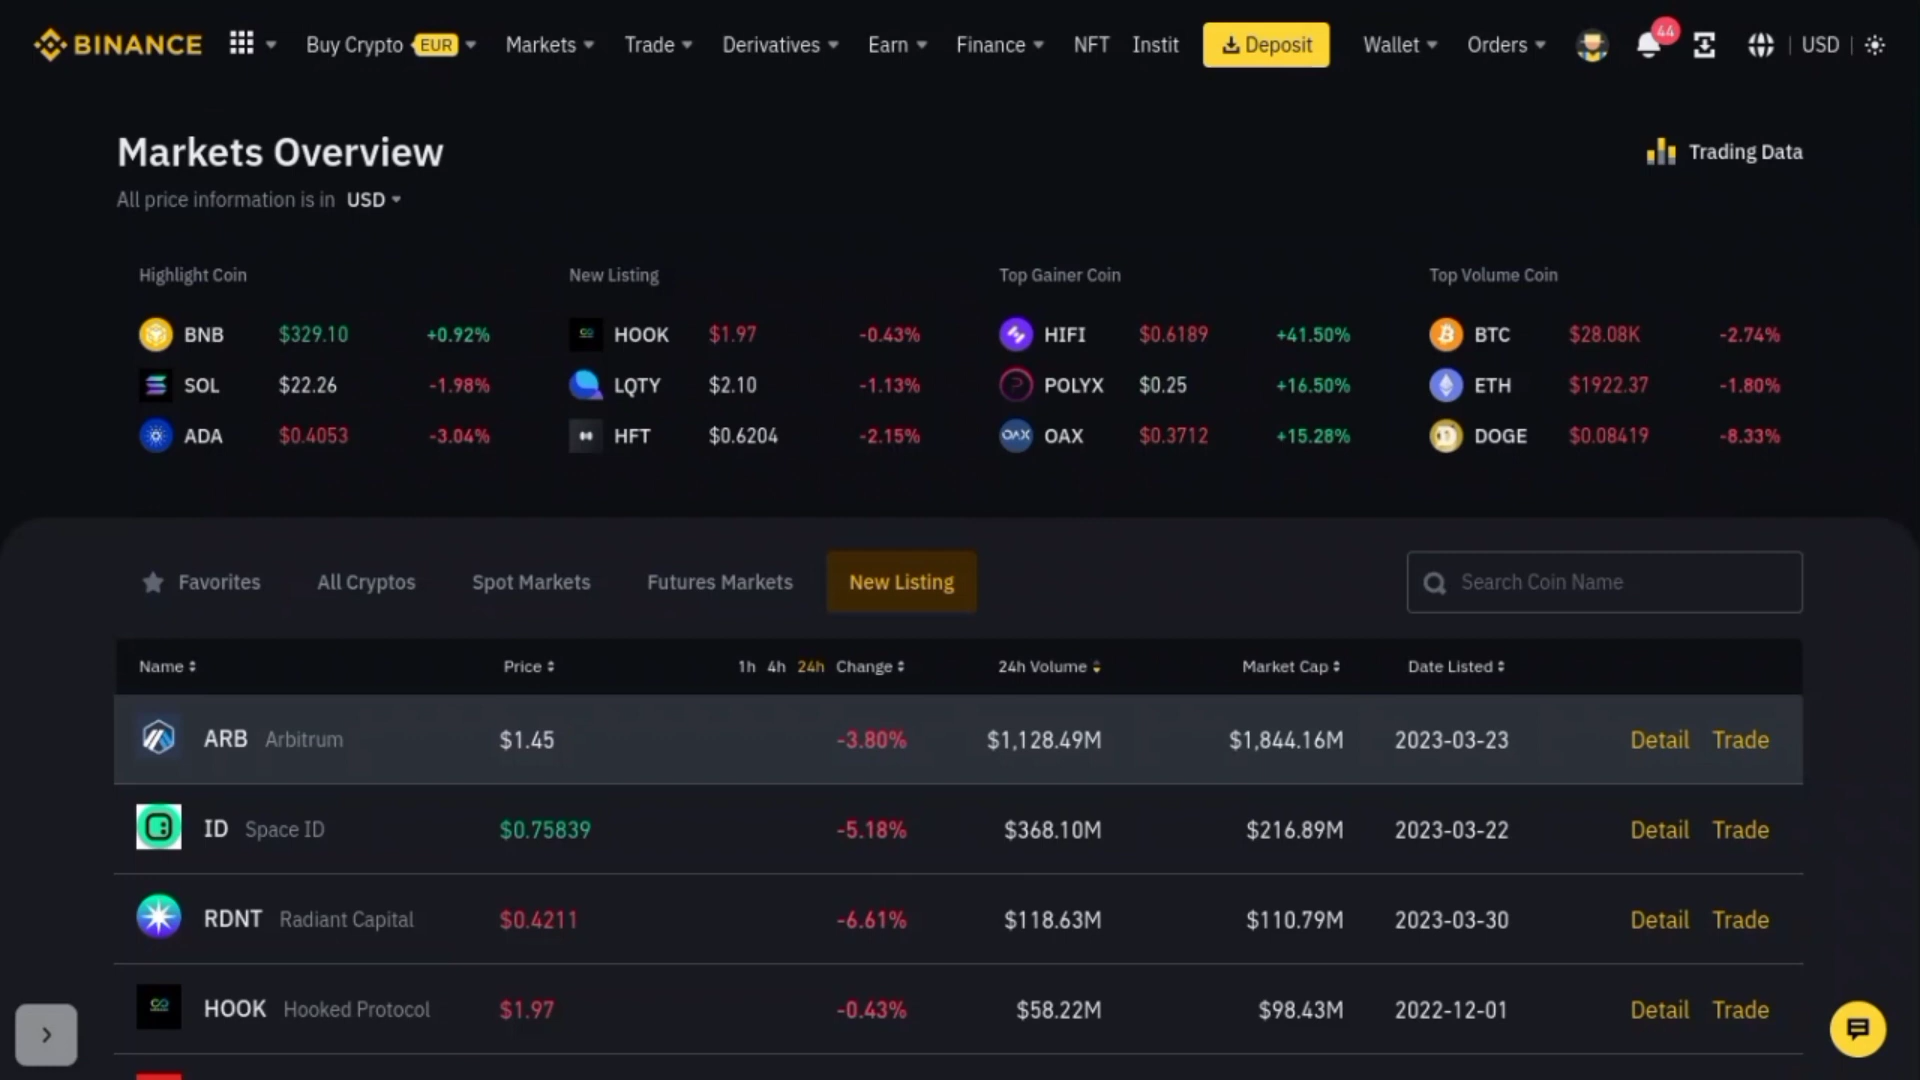 BINANCE Buy Crypto EUR Markets Trade Derivatives Earn Finance NFT Instit Deposit Wallet Orders 44 USD
Markets Overview
Trading Data
All price information is in USD
Highlight Coin
BNB $329.10 +0.92%
SOL $22.26 -1.98%
ADA $0.4053 -3.04%
New Listing
HOOK $1.97 -0.43%
LQTY $2.10 -1.13%
HFT $0.6204 -2.15%
Top Gainer Coin
HIFI $0.6189 +41.50%
POLYX $0.25 +16.50%
OAX OAX $0.3712 +15.28%
Top Volume Coin
BTC $28.08K -2.74%
ETH $1922.37 -1.80%
DOGE $0.08419 -8.33%
Favorites All Cryptos Spot Markets Futures Markets New Listing Search Coin Name
Name Price 1h 4h 24h Change 24h Volume Market Cap Date Listed
ARB Arbitrum $1.45 -3.80% $1,128.49M $1,844.16M 2023-03-23 Detail Trade
ID Space ID $0.75839 -5.18% $368.10M $216.89M 2023-03-22 Detail Trade
RDNT Radiant Capital $0.4211 -6.61% $118.63M $110.79M 2023-03-30 Detail Trade
HOOK Hooked Protocol $1.97 -0.43% $58.22M $98.43M 2022-12-01 Detail Trade